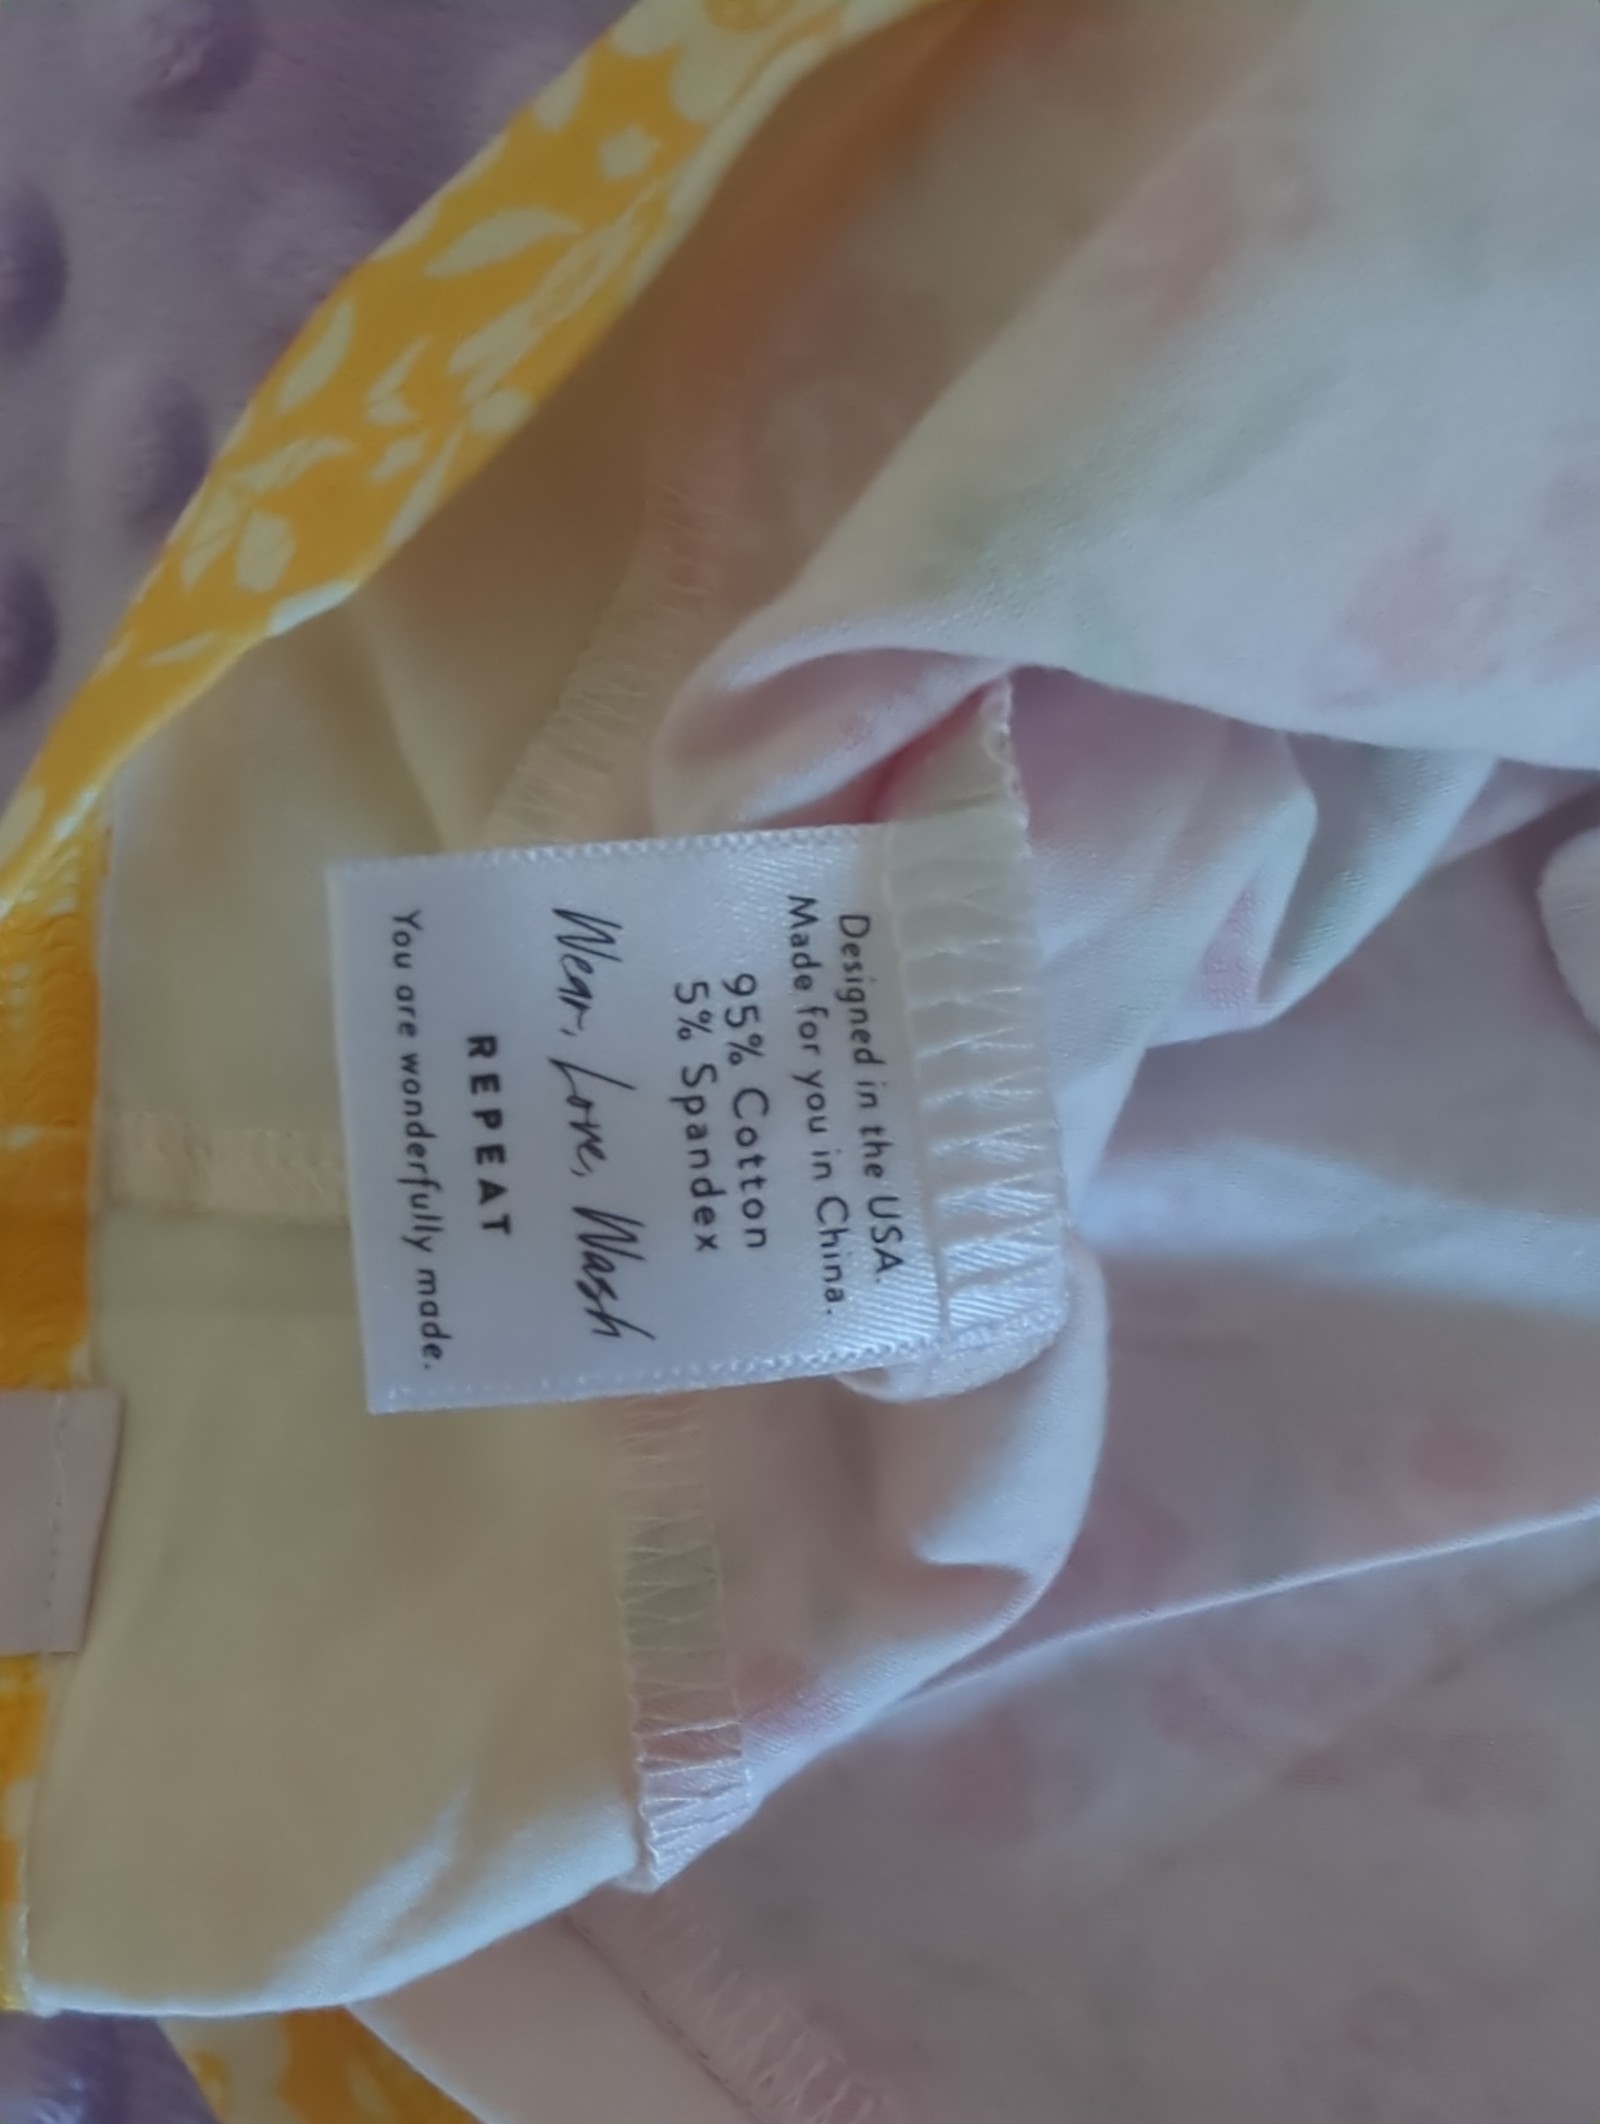 Designed in the USA.
Made for you in China.
95% Cotton
5% Spandex
Wear, Love, Wash
REPEAT
You are wonderfully made.